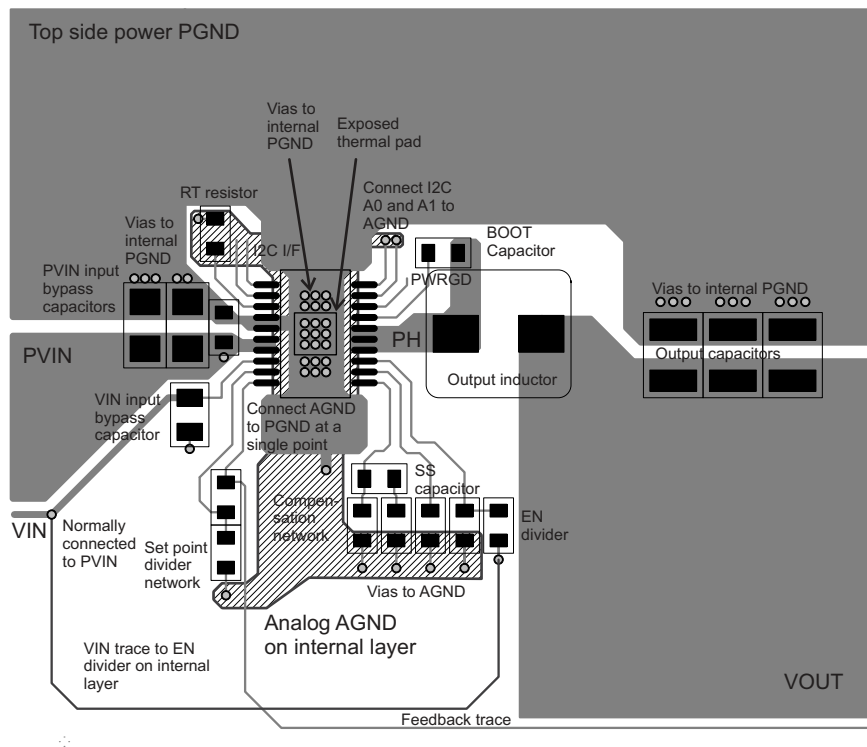 Top side power PGND
Vias to
internal
PGND
Exposed
thermal pad
RT resistor
Connect I2C
A0 and A1 to
AGND
Vias to
internal
PGND
I2C I/F
BOOT
Capacitor
PVIN input
bypass
capacitors
PWRGD
Vias to internal PGND
PVIN
PH
Output capacitors
Output inductor
VIN input
bypass
capacitor
Connect AGND
to PGND at a
single point
SS
capacitor
Compen-
sation
network
EN
divider
VIN
Normally
connected
to PVIN
Set point
divider
network
Vias to AGND
Analog AGND
on internal layer
VIN trace to EN
divider on internal
layer
VOUT
Feedback trace